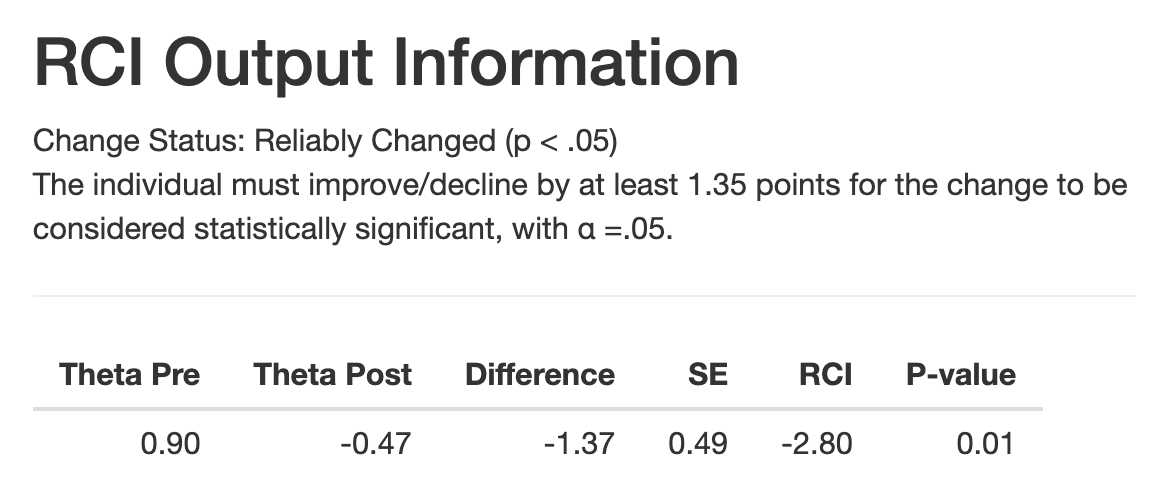 RCI Output Information
Change Status: Reliably Changed (p < .05)
The individual must improve/decline by at least 1.35 points for the change to be
considered statistically significant, with α =.05.
Theta Pre Theta Post Difference SE RCI P-value
0.90 -0.47 -1.37 0.49 -2.80 0.01